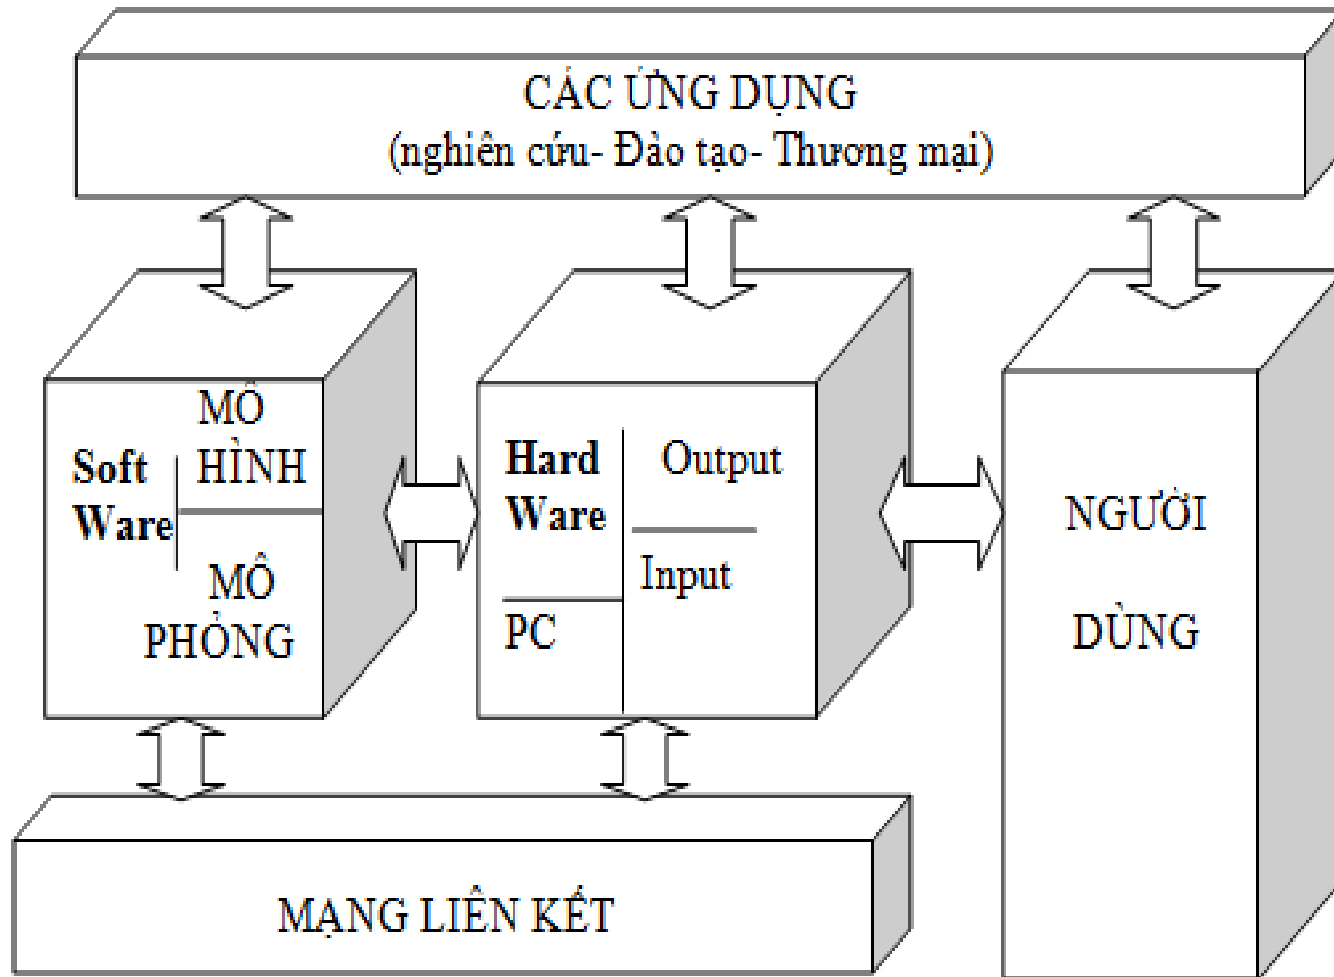 CÁC ỨNG DỤNG
(nghiên cứu- Đào tạo- Thương mại)
Soft
Ware
MÔ
HÌNH
MÔ
PHỎNG
Hard
Ware
PC
Output
Input
NGƯỜI
DÙNG
MẠNG LIÊN KẾT